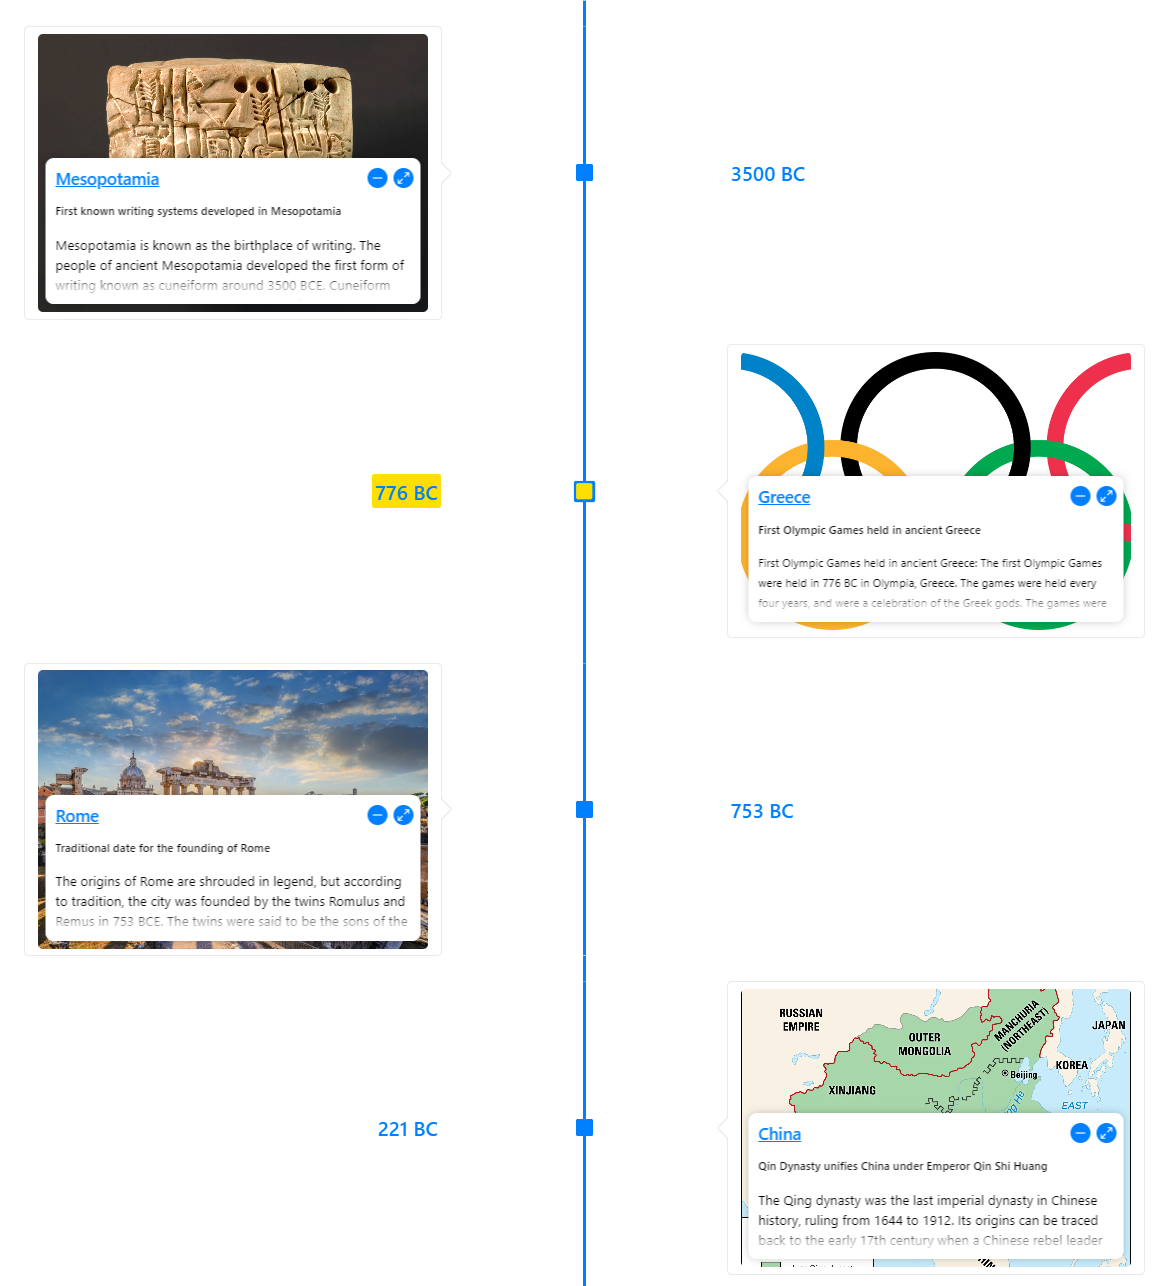 Mesopotamia
First known writing systems developed in Mesopotamia
Mesopotamia is known as the birthplace of writing. The
people of ancient Mesopotamia developed the first form of
writing known as cuneiform around 3500 BCE. Cuneiform
3500 BC
776 BC
Greece
First Olympic Games held in ancient Greece
First Olympic Games held in ancient Greece: The first Olympic Games
were held in 776 BC in Olympia, Greece. The games were held every
four years, and were a celebration of the Greek gods. The games were
Rome
Traditional date for the founding of Rome
The origins of Rome are shrouded in legend, but according
to tradition, the city was founded by the twins Romulus and
Remus in 753 BCE. The twins were said to be the sons of the
753 BC
221 BC
RUSSIAN
EMPIRE
OUTER
MONGOLIA
MANCHURIA
(NORTHEAST)
JAPAN
KOREA
Beijing
XINJIANG
EAST
China
Qin Dynasty unifies China under Emperor Qin Shi Huang
The Qing dynasty was the last imperial dynasty in Chinese
history, ruling from 1644 to 1912. Its origins can be traced
back to the early 17th century when a Chinese rebel leader